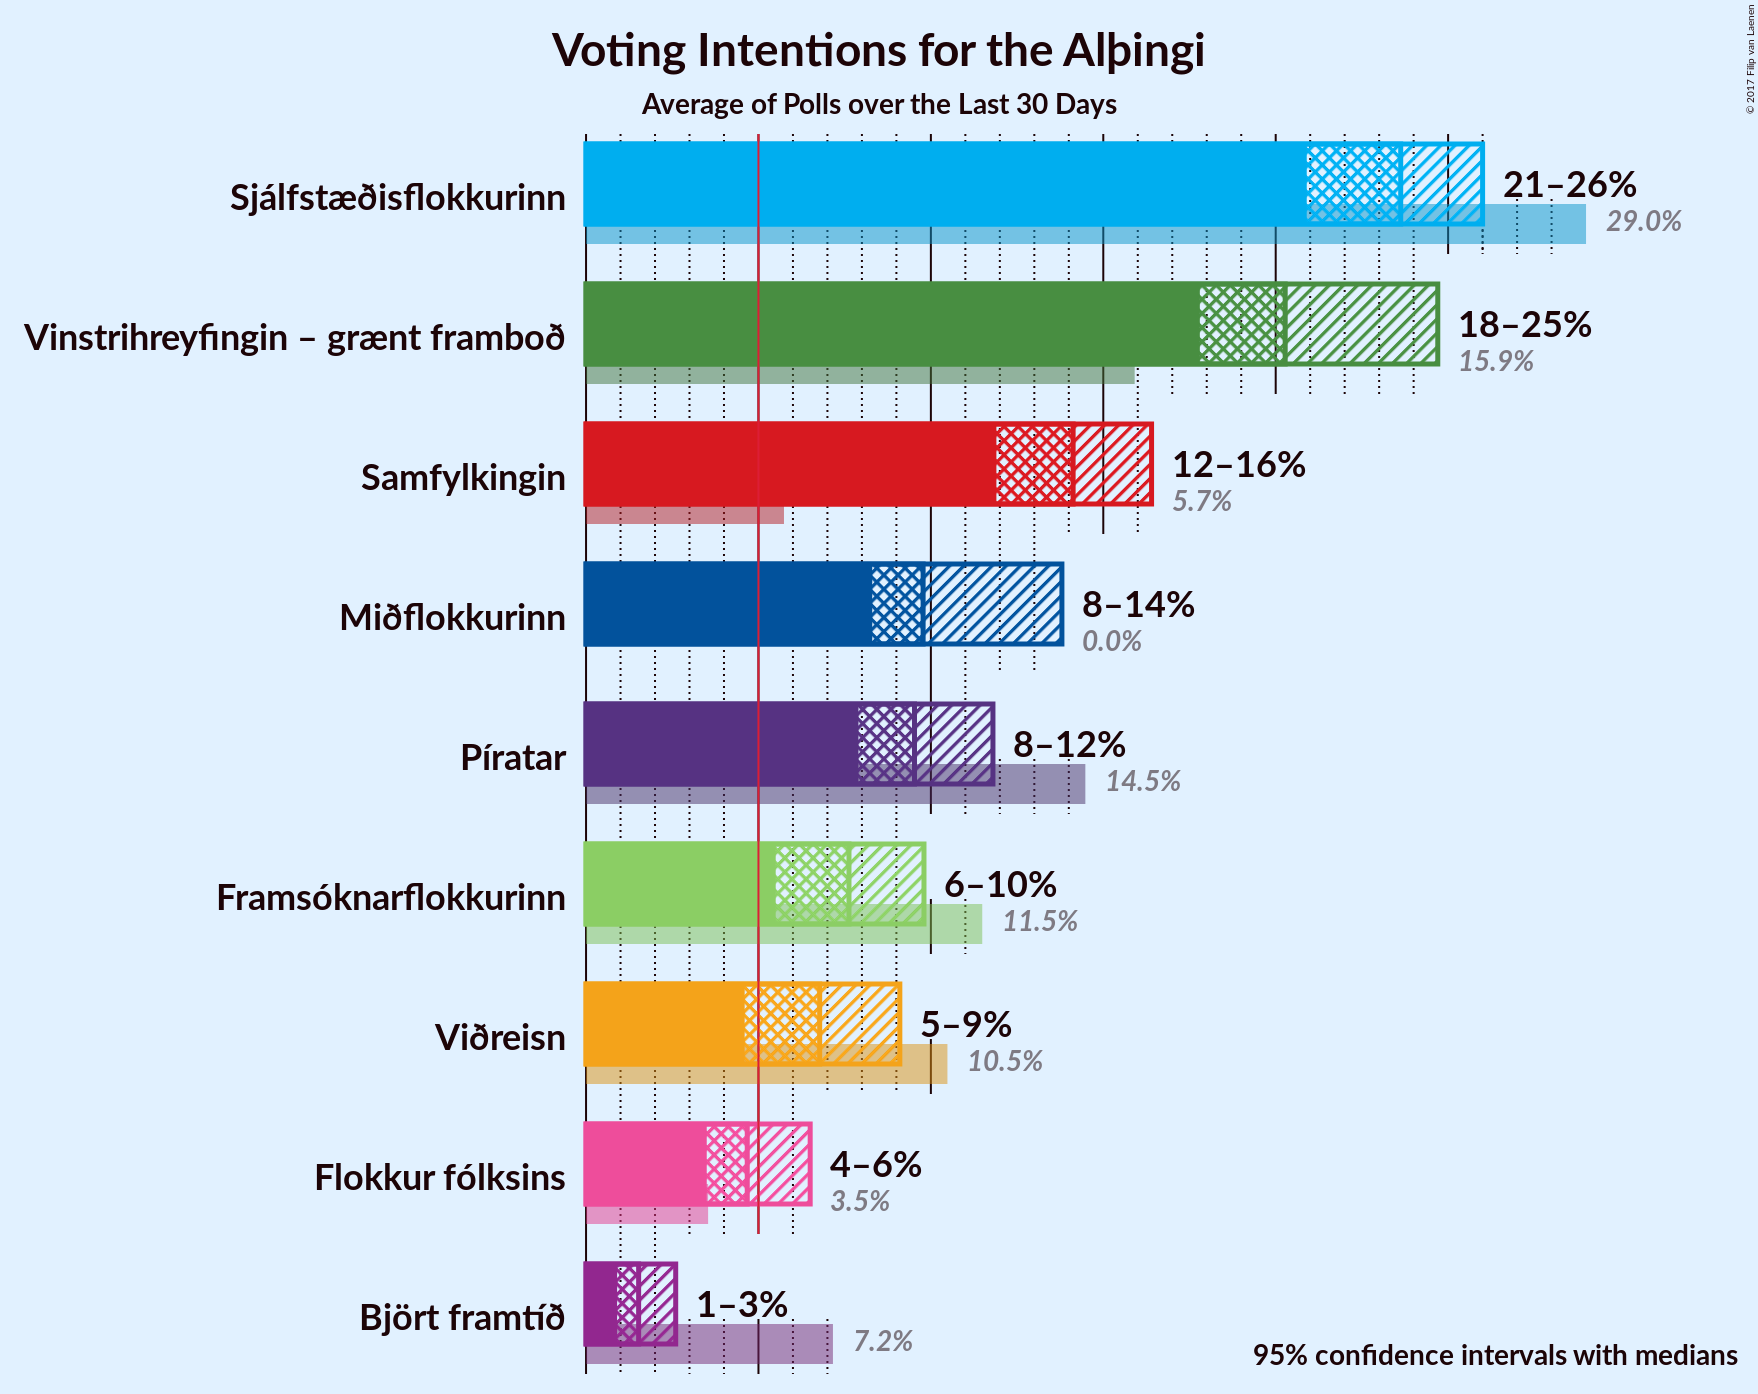 © 2017 Filip van Laenen
Voting Intentions for the Alþingi
Average of Polls over the Last 30 Days
Sjálfstæðisflokkurinn
21–26%
29.0%
Vinstrihreyfingin – grænt framboð
18–25%
15.9%
Samfylkingin
12–16%
5.7%
Miðflokkurinn
8–14%
0.0%
Píratar
8–12%
14.5%
Framsóknarflokkurinn
6–10%
11.5%
Viðreisn
5–9%
10.5%
Flokkur fólksins
4–6%
3.5%
Björt framtíð
1–3%
7.2%
95% confidence intervals with medians